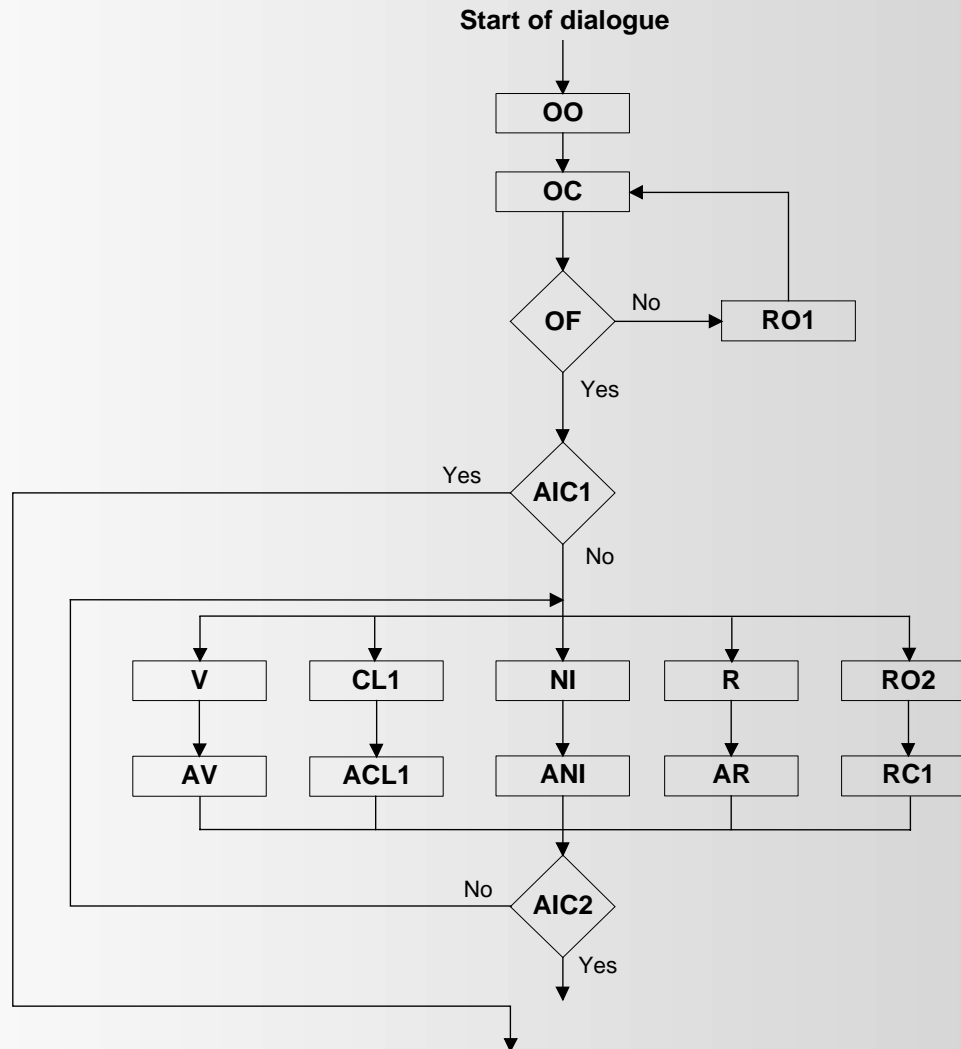 Start of dialogue
OO
OC
OF
No
RO1
Yes
Yes
AIC1
No
V
CL1
NI
R
RO2
AV
ACL1
ANI
AR
RC1
No
AIC2
Yes